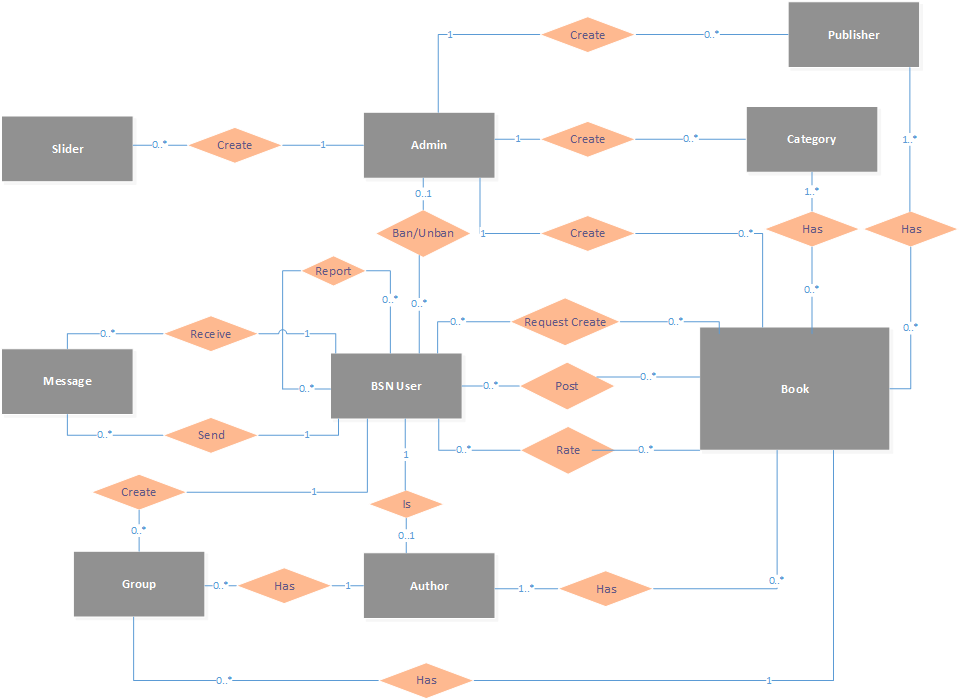 Publisher
1
Create
0..*
Slider
0..*
Create
1
Admin
1
Create
0..*
Category
1..*
0..1
1..*
Ban/Unban
1
Create
0..*
Has
Has
Report
0..*
0..*
0..*
0..*
0..*
Receive
1
0..*
Request Create
0..*
Message
0..*
BSN User
0..*
Post
0..*
Book
0..*
Send
1
0..*
Rate
0..*
1
Create
1
Is
0..*
0..1
Group
0..*
Has
1
Author
1..*
Has
0..*
0..*
Has
1